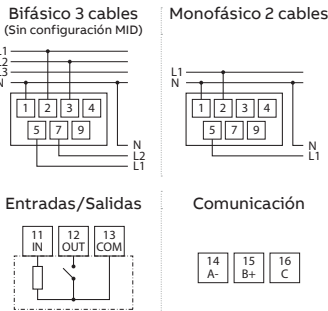 Bifásico 3 cables
(Sin configuración MID)
L1
L2
L3
N
1 2 3 4
5 7 9
N
L2
L1
Monofásico 2 cables
L1
N
1 2 3 4
5 7 9
N
L1
Entradas/Salidas
11 12 13
IN OUT COM
Comunicación
14 15 16
A- B+ C